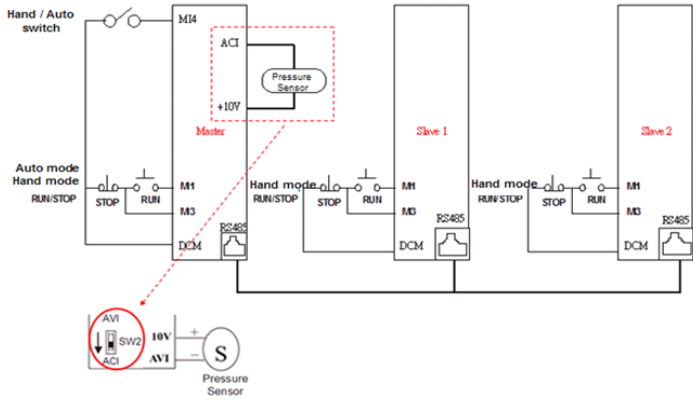 Hand / Auto
switch
MI4
ACI
Pressure
Sensor
+10V
Master
Slave 1
Slave 2
Auto mode
Hand mode
RUN/STOP
STOP
RUN
MI1
MI3
DCM
RS485
Hand mode
RUN/STOP
STOP
RUN
MI1
MI3
DCM
RS485
Hand mode
RUN/STOP
STOP
RUN
MI1
MI3
DCM
RS485
AVI
SW2
ACI
10V
AVI
+
−
S
Pressure
Sensor